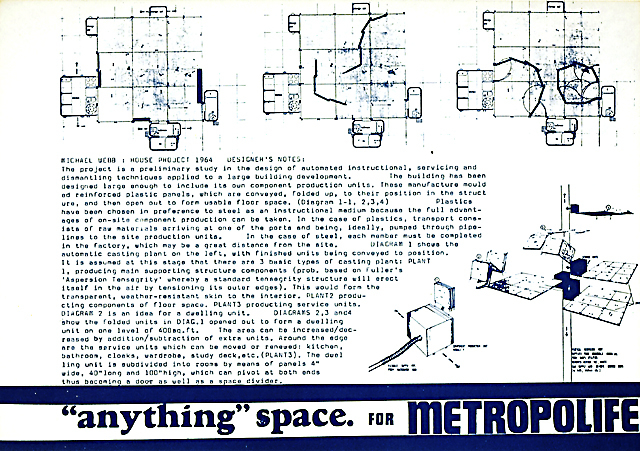 MICHAEL WEBB : HOUSE PROJECT 1964 DESIGNER'S NOTES:
The project is a preliminary study in the design of automated instructional, servicing and
dismantling techniques applied to a large building development. The building has been
designed large enough to include its own component production units. These manufacture mould
ed reinforced plastic panels, which are conveyed, folded up, to their position in the struct
ure, and then open out to form usable floor space. (Diagram 1-1, 2,3,4) Plastics
have been chosen in preference to steel as an instructional medium because the full advant-
ages of on-site component production can be taken. In the case of plastics, transport cons-
ists of raw materials arriving at one of the ports and being, ideally, pumped through pipe-
lines to the site production units. In the case of steel, each member must be completed
in the factory, which may be a great distance from the site. DIAGRAM 1 shows the
automatic casting plant on the left, with finished units being conveyed to position.
It is assumed at this stage that there are 3 basic types of casting plant: PLANT
1, producing main supporting structure components (prob. based on Fuller's
'Aspension Tensegrity' whereby a standard tensegrity structure will erect
itself in the air by tensioning its outer edges). This would form the
transparent, weather-resistant skin to the interior. PLANT2 produ-
cting components of floor space. PLANT3 producing service units.
DIAGRAM 2 is an idea for a dwelling unit. DIAGRAMS 2,3 and4
show the folded units in DIAG.1 opened out to form a dwelling
unit on one level of 600sq.ft. The area can be increased/dec-
reased by addition/subtraction of extra units. Around the edge
are the service units which can be moved or renewed: kitchen,
bathroom, cloaks, wardrobe, study deck,etc.(PLANT3). The dwel
ling unit is subdivided into rooms by means of panels 4"
wide, 40"long and 100"high, which can pivot at both ends
thus becoming a door as well as a space divider.
"anything" space. FOR METROPOLIFE